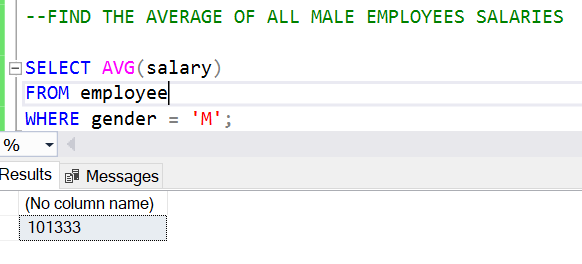 --FIND THE AVERAGE OF ALL MALE EMPLOYEES SALARIES
SELECT AVG(salary)
FROM employee
WHERE gender = 'M';
%
Results Messages
(No column name)
101333